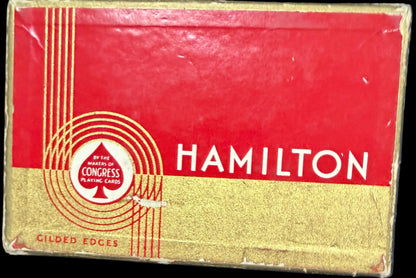 HAMILTON
BY THE
MAKERS OF
CONGRESS
PLAYING CARDS
GILDED EDGES